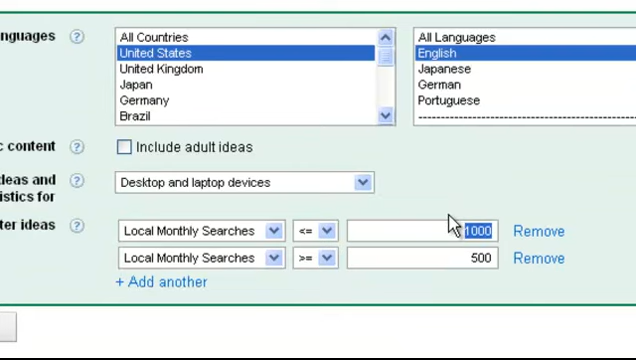 nguages ?
All Countries
United States
United Kingdom
Japan
Germany
Brazil
All Languages
English
Japanese
German
Portuguese
----------------------------------------
c content ? Include adult ideas
deas and ? Desktop and laptop devices
istics for
ter ideas ? Local Monthly Searches <= 1000 Remove
Local Monthly Searches >= 500 Remove
+ Add another